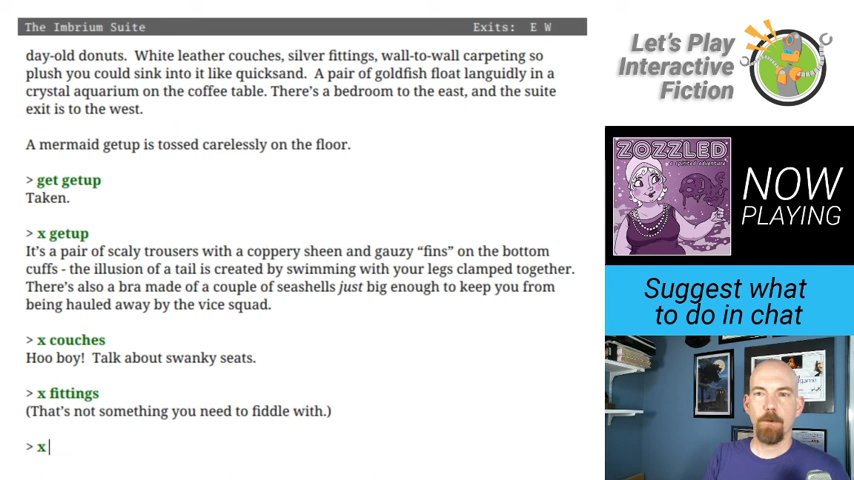 The Imbrium Suite Exits: E W
day-old donuts. White leather couches, silver fittings, wall-to-wall carpeting so
plush you could sink into it like quicksand. A pair of goldfish float languidly in a
crystal aquarium on the coffee table. There's a bedroom to the east, and the suite
exit is to the west.
A mermaid getup is tossed carelessly on the floor.
> get getup
Taken.
> x getup
It's a pair of scaly trousers with a coppery sheen and gauzy “fins” on the bottom
cuffs - the illusion of a tail is created by swimming with your legs clamped together.
There's also a bra made of a couple of seashells just big enough to keep you from
being hauled away by the vice squad.
> x couches
Hoo boy! Talk about swanky seats.
> x fittings
(That's not something you need to fiddle with.)
> x
Let's Play
Interactive
Fiction
ZOZZLED
a spirited adventure
NOW
PLAYING
Suggest what
to do in chat